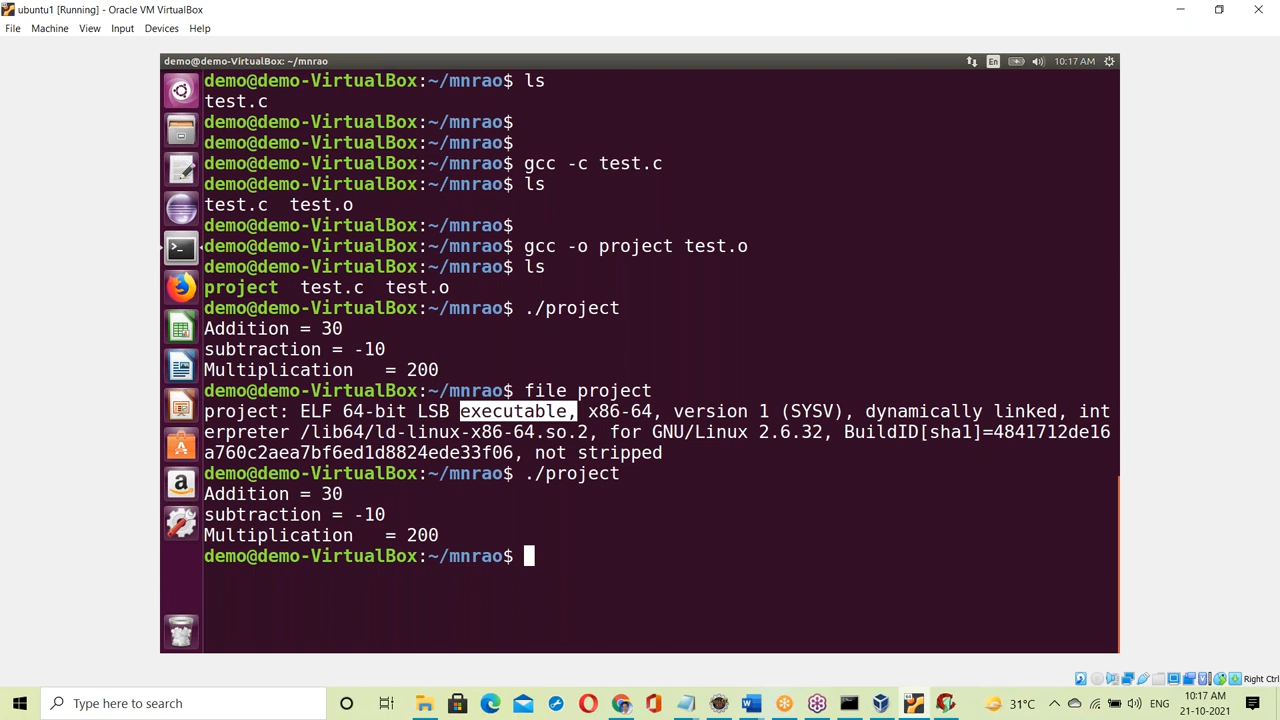 ubuntu1 [Running] - Oracle VM VirtualBox
File Machine View Input Devices Help
demo@demo-VirtualBox: ~/mnrao
En
10:17 AM
demo@demo-VirtualBox:~/mnrao$ ls
test.c
demo@demo-VirtualBox:~/mnrao$
demo@demo-VirtualBox:~/mnrao$
demo@demo-VirtualBox:~/mnrao$ gcc -c test.c
demo@demo-VirtualBox:~/mnrao$ ls
test.c  test.o
demo@demo-VirtualBox:~/mnrao$
demo@demo-VirtualBox:~/mnrao$ gcc -o project test.o
demo@demo-VirtualBox:~/mnrao$ ls
project  test.c  test.o
demo@demo-VirtualBox:~/mnrao$ ./project
Addition = 30
subtraction = -10
Multiplication   = 200
demo@demo-VirtualBox:~/mnrao$ file project
project: ELF 64-bit LSB executable, x86-64, version 1 (SYSV), dynamically linked, int
erpreter /lib64/ld-linux-x86-64.so.2, for GNU/Linux 2.6.32, BuildID[sha1]=4841712de16
a760c2aea7bf6ed1d8824ede33f06, not stripped
demo@demo-VirtualBox:~/mnrao$ ./project
Addition = 30
subtraction = -10
Multiplication   = 200
demo@demo-VirtualBox:~/mnrao$
Right Ctrl
Type here to search
31°C
ENG
10:17 AM
21-10-2021